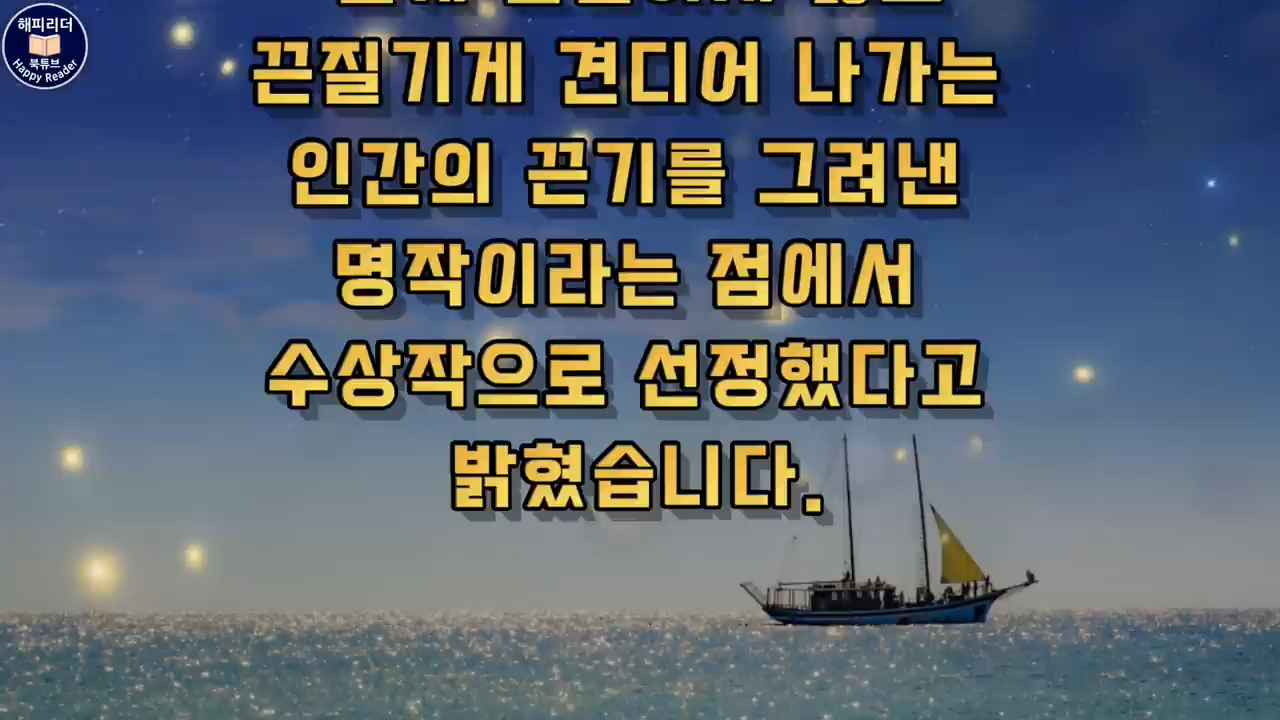 해피리더
북튜브
Happy Reader
끈질기게 견디어 나가는
인간의 끈기를 그려낸
명작이라는 점에서
수상작으로 선정했다고
밝혔습니다.